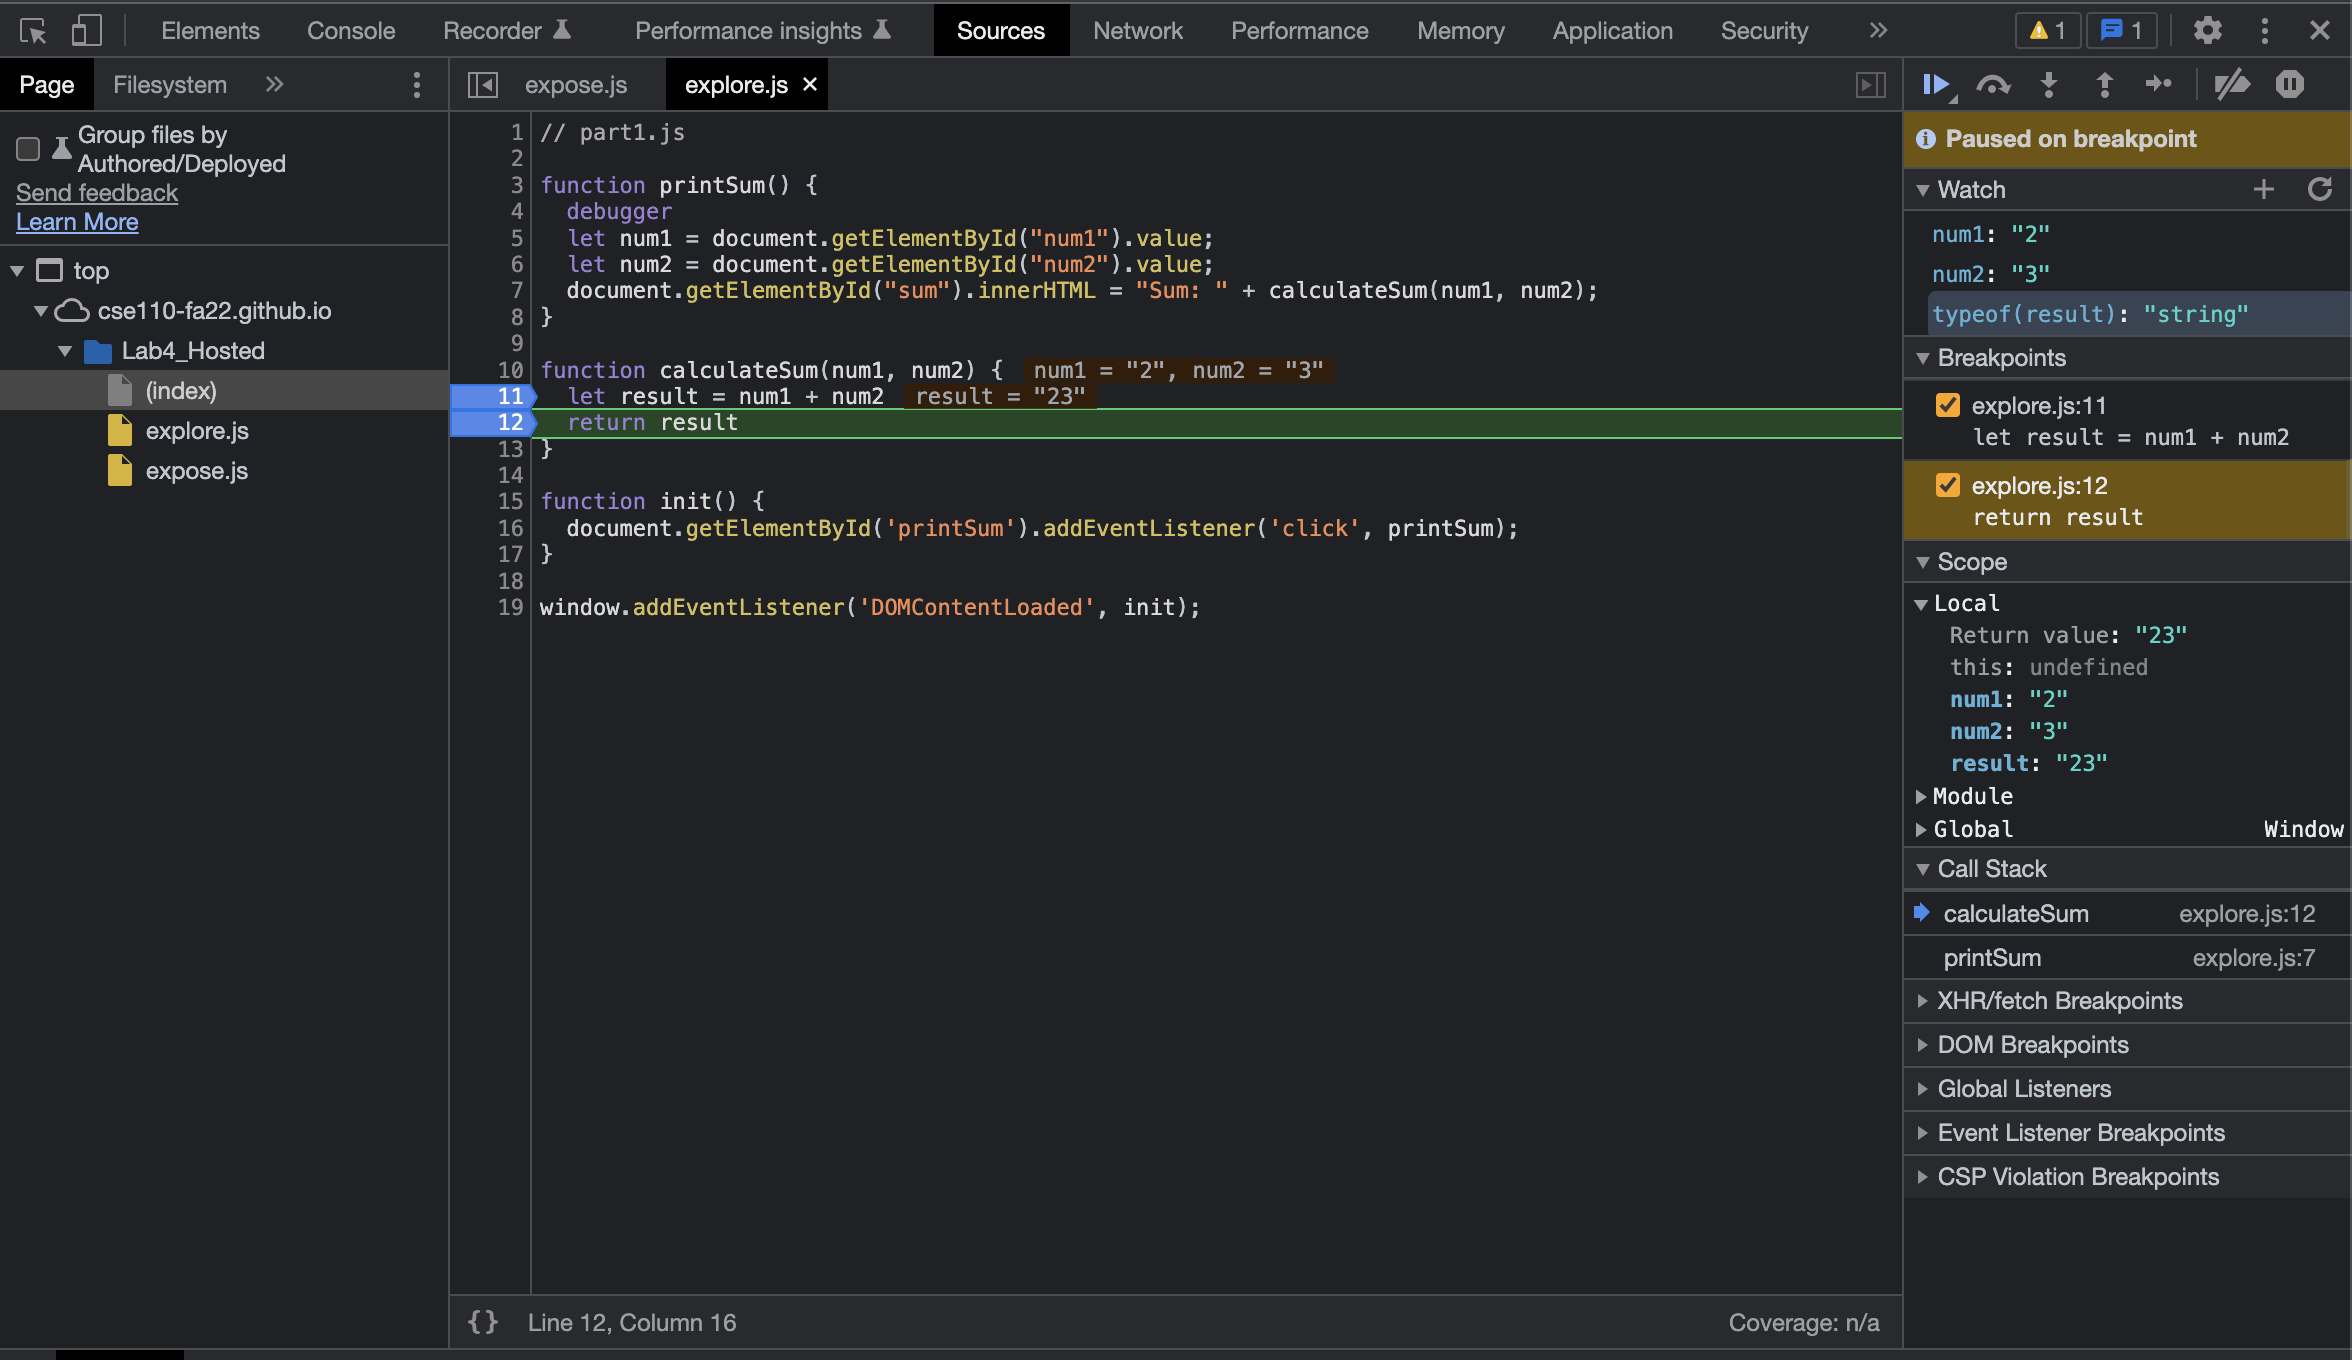 Elements Console Recorder Performance insights Sources Network Performance Memory Application Security » 1 1
Page Filesystem »
Group files by
Authored/Deployed
Send feedback
Learn More
top
cse110-fa22.github.io
Lab4_Hosted
(index)
explore.js
expose.js
expose.js explore.js ×
1 // part1.js
2
3 function printSum() {
4 debugger
5 let num1 = document.getElementById("num1").value;
6 let num2 = document.getElementById("num2").value;
7 document.getElementById("sum").innerHTML = "Sum: " + calculateSum(num1, num2);
8 }
9
10 function calculateSum(num1, num2) { num1 = "2", num2 = "3"
11 let result = num1 + num2 result = "23"
12 return result
13 }
14
15 function init() {
16 document.getElementById('printSum').addEventListener('click', printSum);
17 }
18
19 window.addEventListener('DOMContentLoaded', init);
{} Line 12, Column 16 Coverage: n/a
Paused on breakpoint
Watch
num1: "2"
num2: "3"
typeof(result): "string"
Breakpoints
explore.js:11
let result = num1 + num2
explore.js:12
return result
Scope
Local
Return value: "23"
this: undefined
num1: "2"
num2: "3"
result: "23"
Module
Global Window
Call Stack
calculateSum explore.js:12
printSum explore.js:7
XHR/fetch Breakpoints
DOM Breakpoints
Global Listeners
Event Listener Breakpoints
CSP Violation Breakpoints